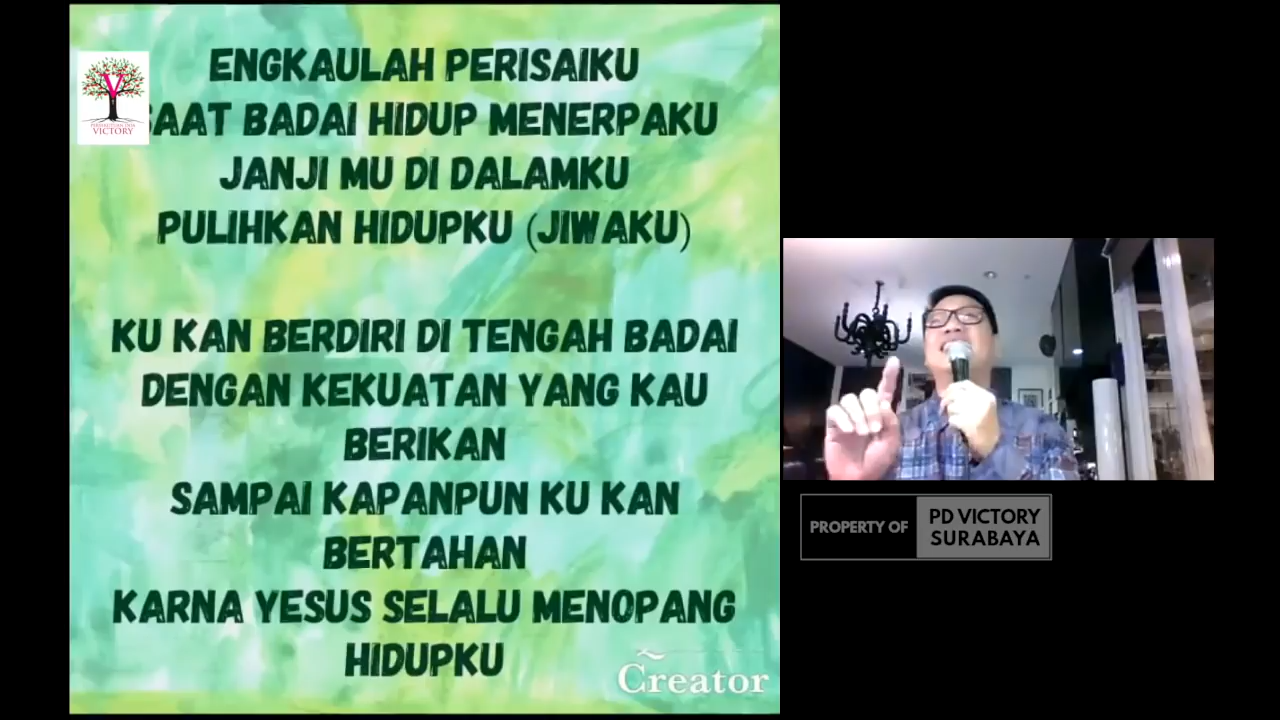 ENGKAULAH PERISAIKU
SAAT BADAI HIDUP MENERPAKU
JANJI MU DI DALAMKU
PULIHKAN HIDUPKU (JIWAKU)
KU KAN BERDIRI DI TENGAH BADAI
DENGAN KEKUATAN YANG KAU
BERIKAN
SAMPAI KAPANPUN KU KAN
BERTAHAN
KARNA YESUS SELALU MENOPANG
HIDUPKU
VICTORY
Creator
PROPERTY OF
PD VICTORY
SURABAYA